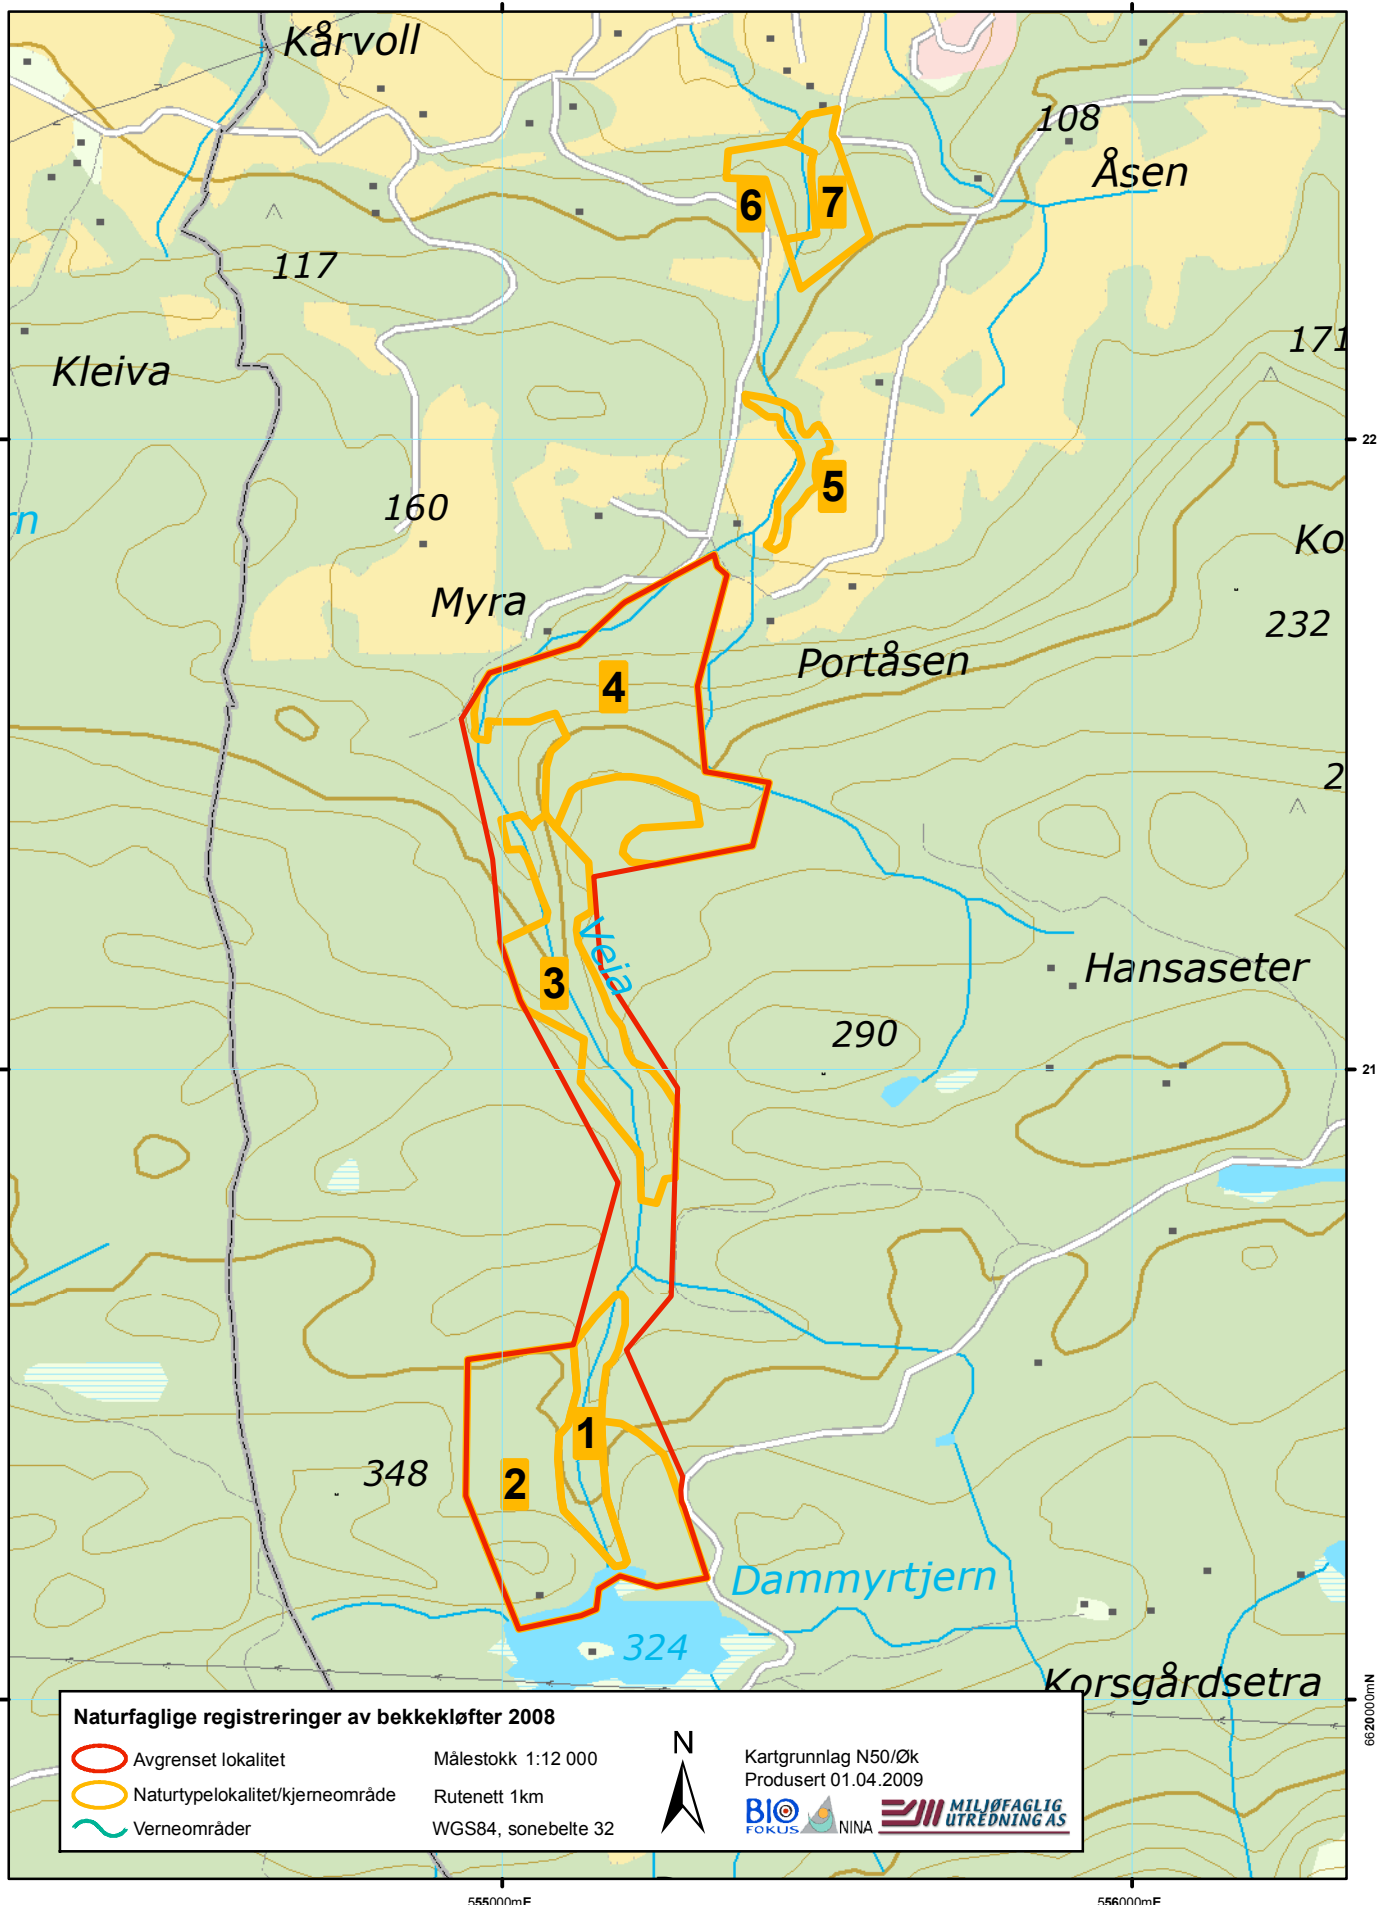 Kårvoll
108
Åsen
6
7
117
171
Kleiva
22
5
160
rn
Ko
Myra
232
4
Portåsen
2
Veia
3
Hansaseter
290
21
1
348
2
Dammyrtjern
324
Korsgårdsetra
6620000mN
Naturfaglige registreringer av bekkekløfter 2008
Avgrenset lokalitet
Målestokk 1:12 000
N
Kartgrunnlag N50/Øk
Naturtypelokalitet/kjerneområde
Rutenett 1km
Produsert 01.04.2009
Verneområder
WGS84, sonebelte 32
BIO
FOKUS
NINA
MILJØFAGLIG
UTREDNING AS
555000mE
556000mE